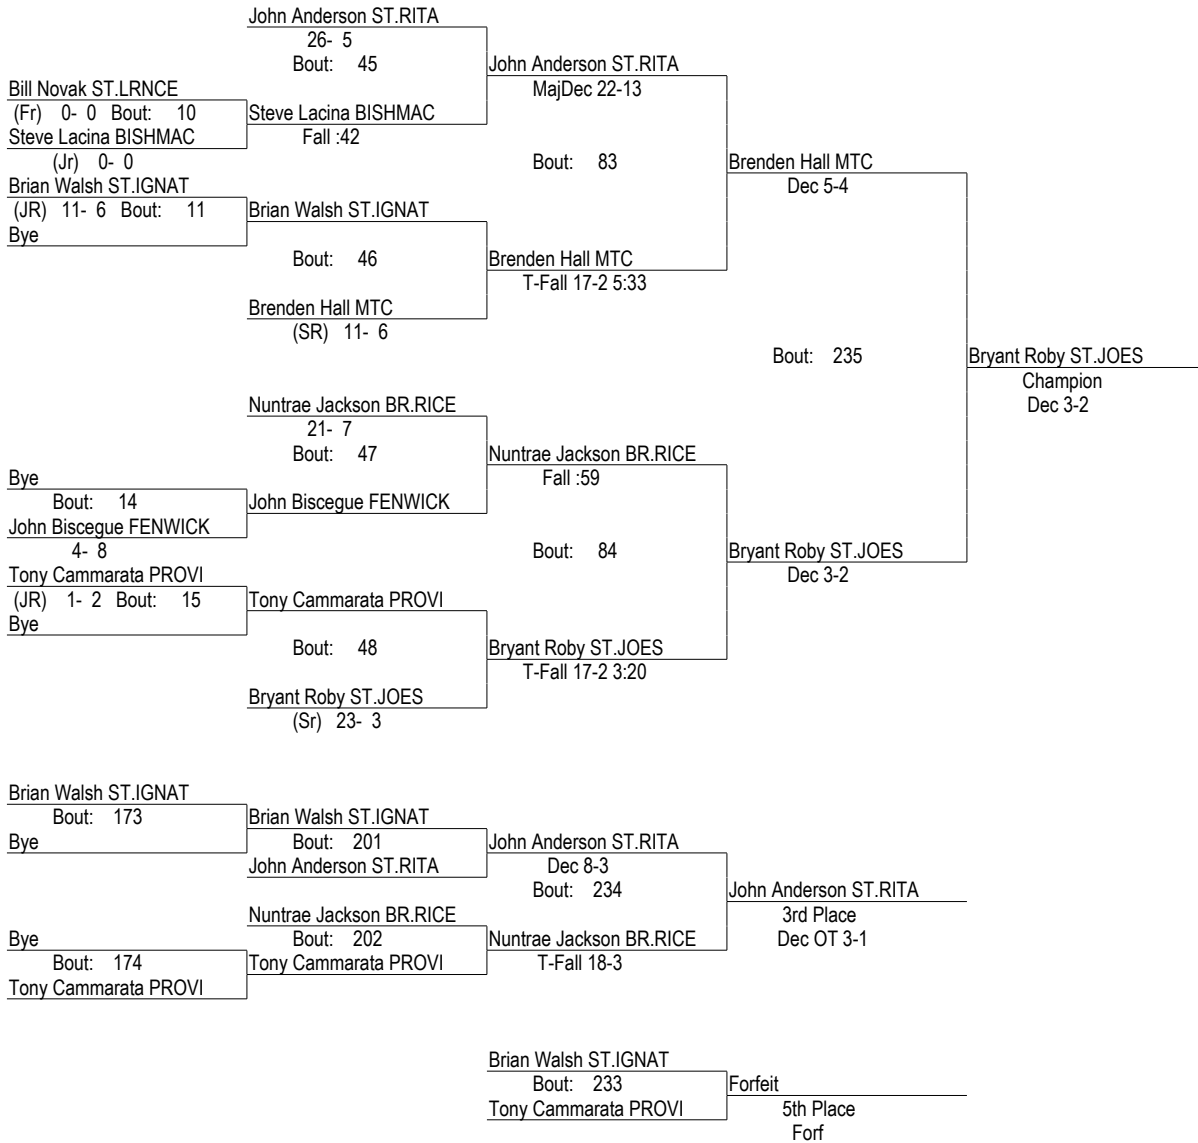 John Anderson ST.RITA
26- 5
Bout: 45
John Anderson ST.RITA
MajDec 22-13
Bill Novak ST.LRNCE
(Fr) 0- 0 Bout: 10
Steve Lacina BISHMAC
Fall :42
Steve Lacina BISHMAC
(Jr) 0- 0
Bout: 83
Brenden Hall MTC
Dec 5-4
Brian Walsh ST.IGNAT
(JR) 11- 6 Bout: 11
Brian Walsh ST.IGNAT
Bye
Bout: 46
Brenden Hall MTC
T-Fall 17-2 5:33
Brenden Hall MTC
(SR) 11- 6
Bout: 235
Bryant Roby ST.JOES
Champion
Dec 3-2
Nuntrae Jackson BR.RICE
21- 7
Bout: 47
Nuntrae Jackson BR.RICE
Fall :59
Bye
Bout: 14
John Biscegue FENWICK
John Biscegue FENWICK
4- 8
Bout: 84
Bryant Roby ST.JOES
Dec 3-2
Tony Cammarata PROVI
(JR) 1- 2 Bout: 15
Tony Cammarata PROVI
Bye
Bout: 48
Bryant Roby ST.JOES
T-Fall 17-2 3:20
Bryant Roby ST.JOES
(Sr) 23- 3
Brian Walsh ST.IGNAT
Bout: 173
Brian Walsh ST.IGNAT
Bye
Bout: 201
John Anderson ST.RITA
John Anderson ST.RITA
Dec 8-3
Bout: 234
John Anderson ST.RITA
3rd Place
Dec OT 3-1
Nuntrae Jackson BR.RICE
Bye
Bout: 202
Nuntrae Jackson BR.RICE
Bout: 174
Tony Cammarata PROVI
T-Fall 18-3
Tony Cammarata PROVI
Brian Walsh ST.IGNAT
Bout: 233
Forfeit
Tony Cammarata PROVI
5th Place
Forf